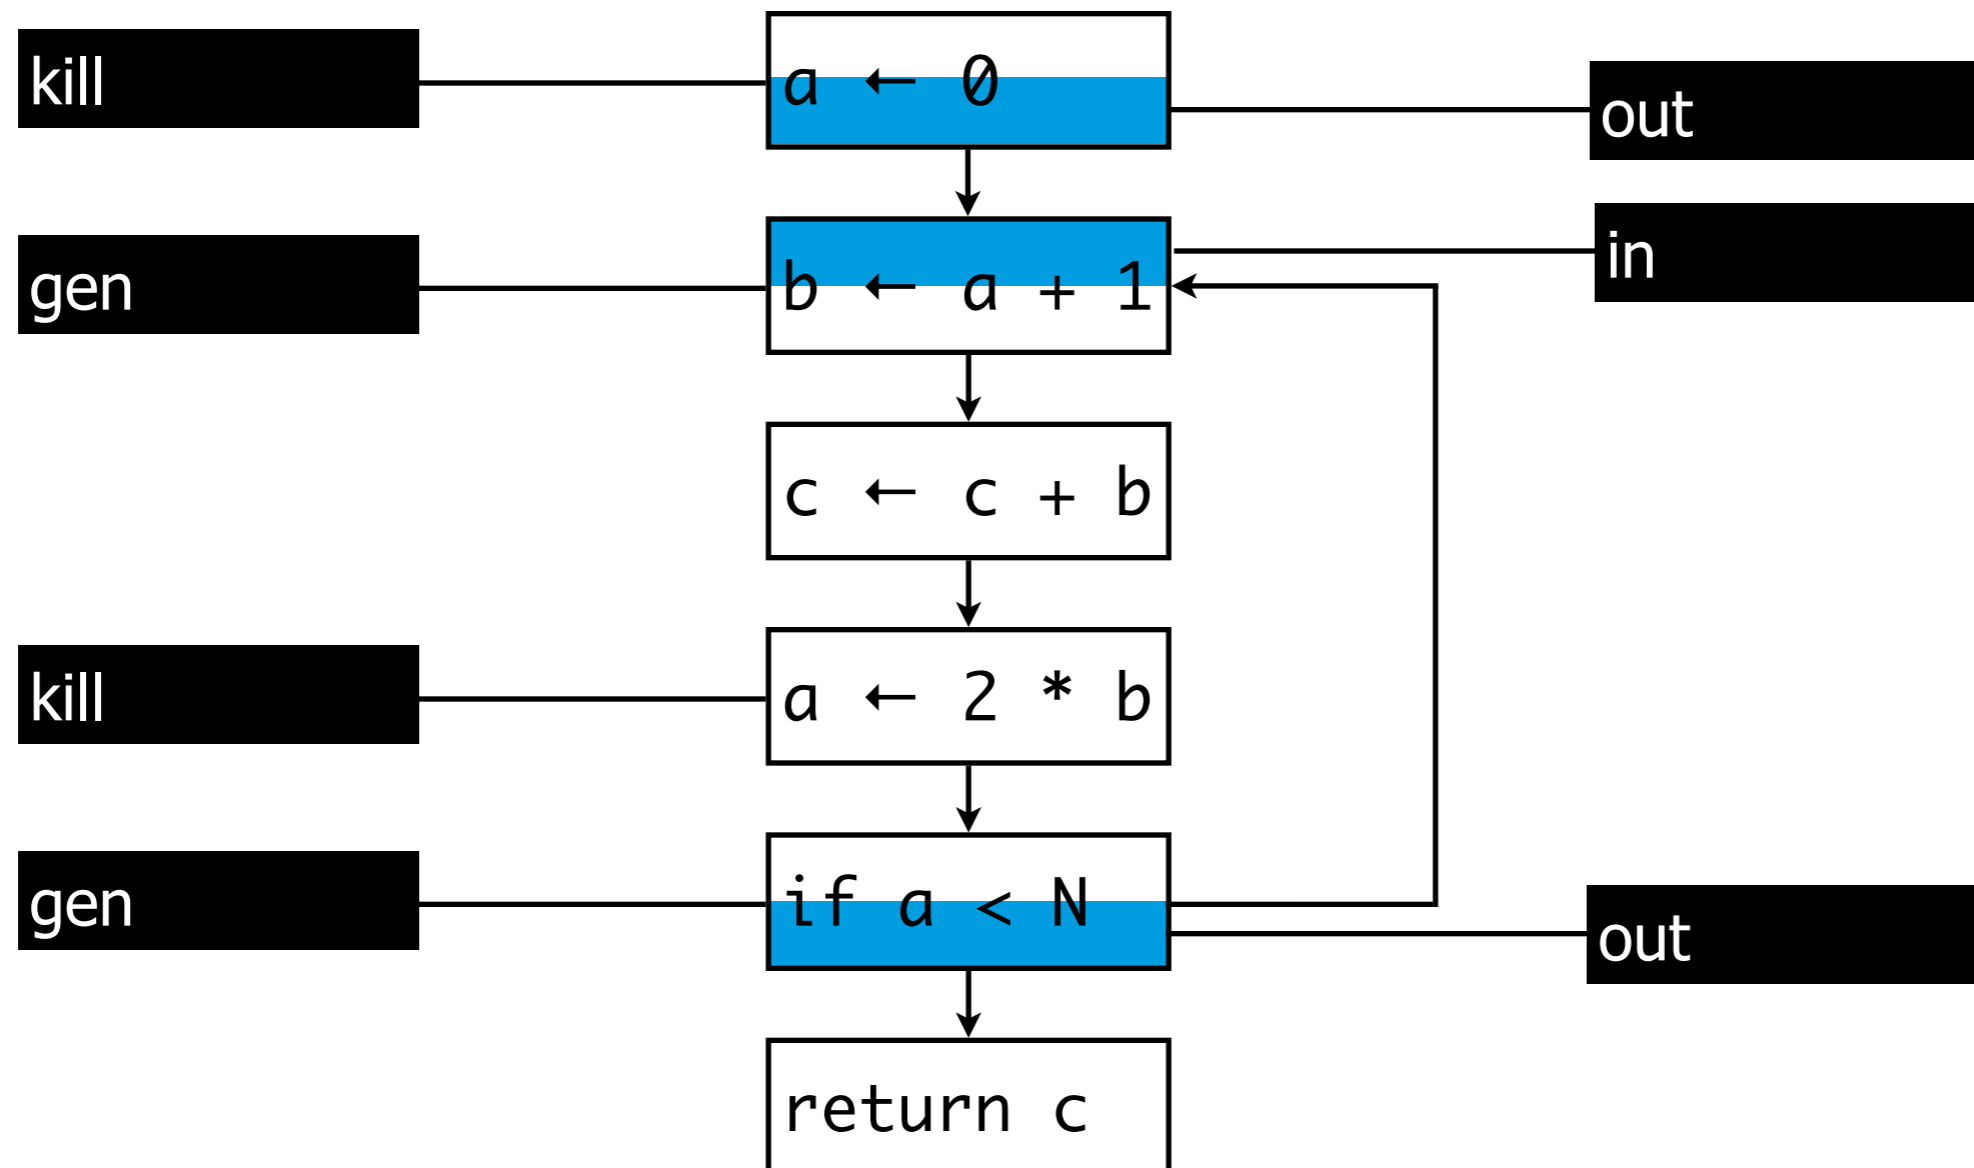 kill
a ← 0
out
gen
b ← a + 1
in
c ← c + b
kill
a ← 2 * b
gen
if a < N
out
return c